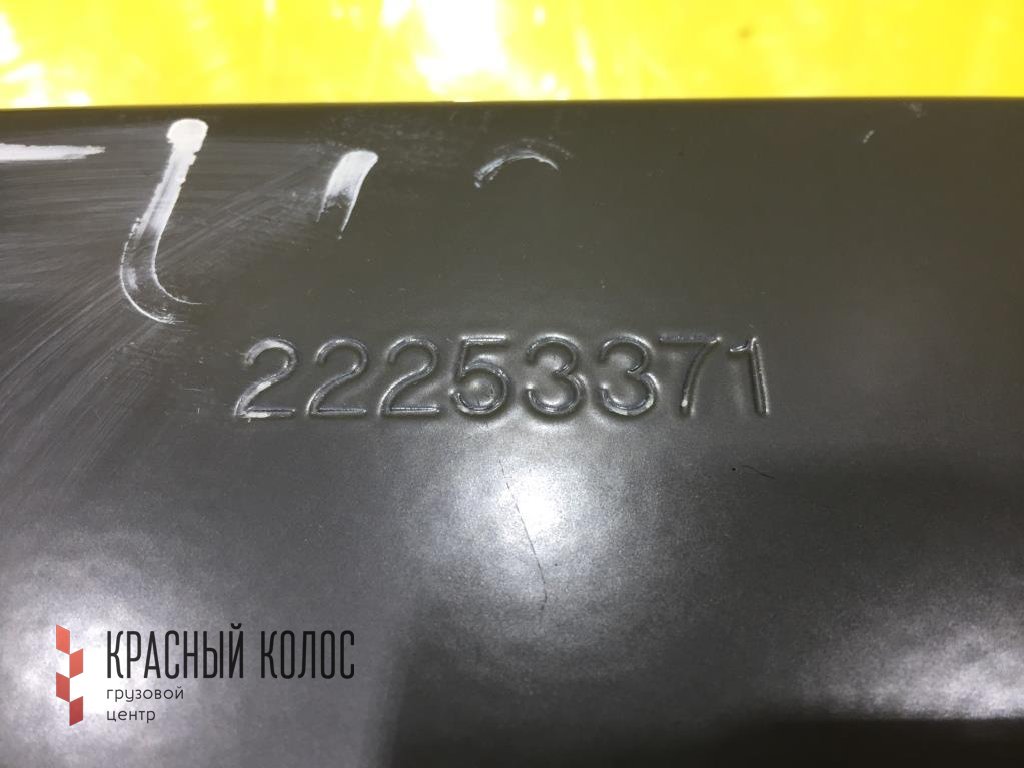 22253371
КРАСНЫЙ КОЛОС
грузовой
центр